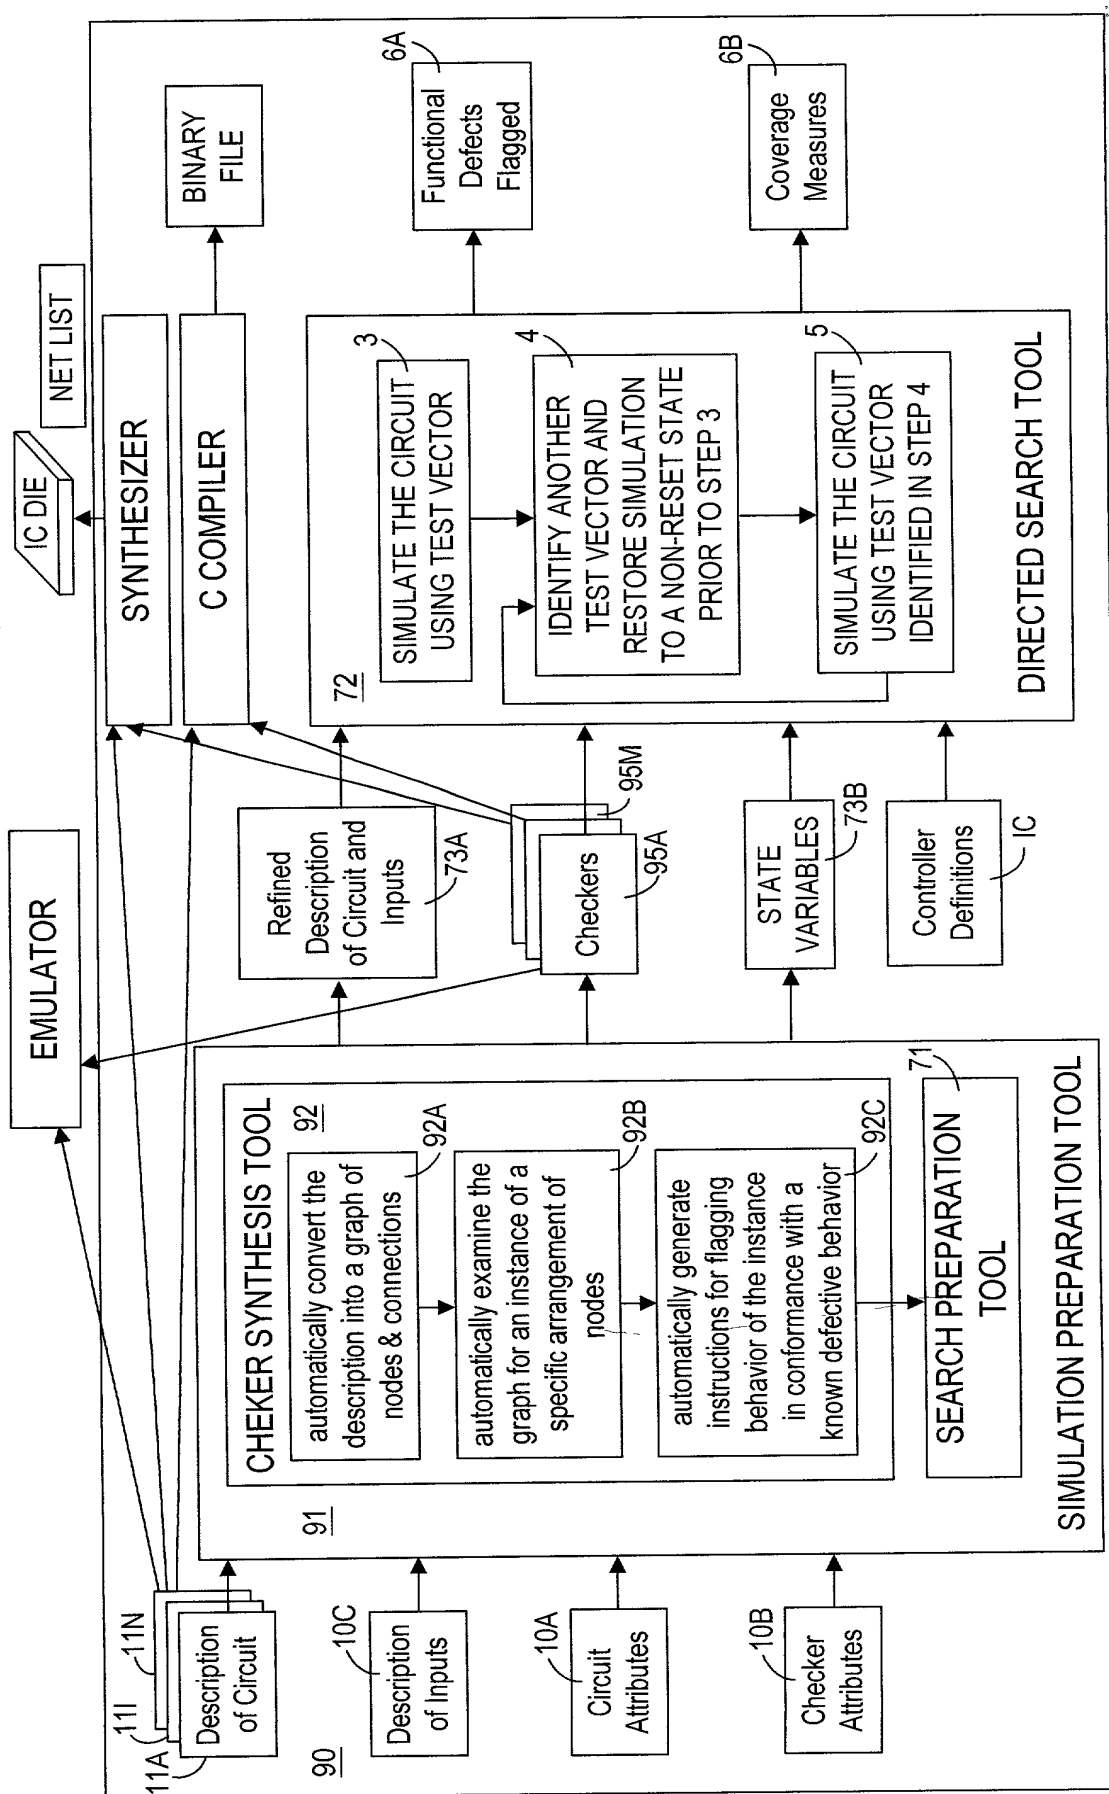 EMULATOR
IC DIE
NET LIST
SYNTHESIZER
C COMPILER
BINARY
FILE
11N
11I
11A
Description
of Circuit
10C
Description
of Inputs
10A
Circuit
Attributes
10B
Checker
Attributes
90
91
CHEKER SYNTHESIS TOOL
92
automatically convert the
description into a graph of
nodes & connections
92A
automatically examine the
graph for an instance of a
specific arrangement of
nodes
92B
automatically generate
instructions for flagging
behavior of the instance
in conformance with a
known defective behavior
92C
SEARCH PREPARATION
TOOL
71
SIMULATION PREPARATION TOOL
Refined
Description
of Circuit and
Inputs
73A
Checkers
95M
95A
STATE
VARIABLES
73B
Controller
Definitions
IC
72
SIMULATE THE CIRCUIT
USING TEST VECTOR
3
IDENTIFY ANOTHER
TEST VECTOR AND
RESTORE SIMULATION
TO A NON-RESET STATE
PRIOR TO STEP 3
4
SIMULATE THE CIRCUIT
USING TEST VECTOR
IDENTIFIED IN STEP 4
5
DIRECTED SEARCH TOOL
Functional
Defects
Flagged
6A
Coverage
Measures
6B